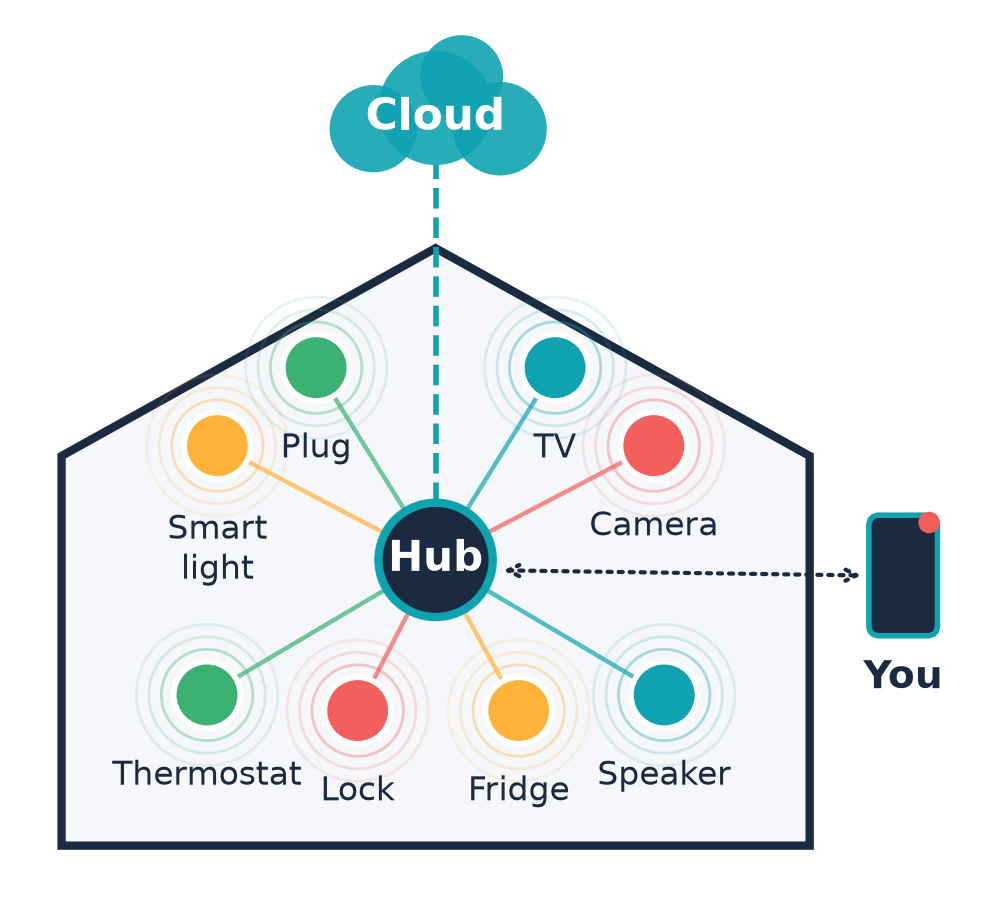 Cloud
Plug
TV
Smart
light
Camera
Hub
You
Thermostat
Lock
Fridge
Speaker